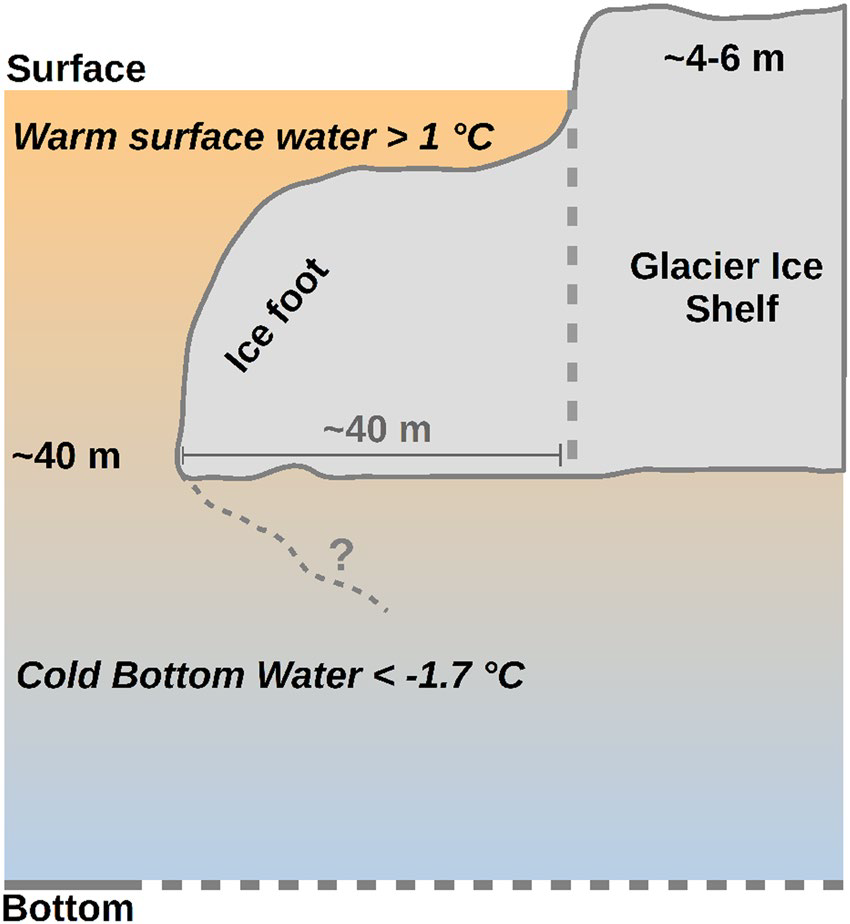 Surface
~4-6 m
Warm surface water > 1 °C
Glacier Ice
Shelf
Ice foot
~40 m
~40 m
?
Cold Bottom Water < -1.7 °C
Bottom